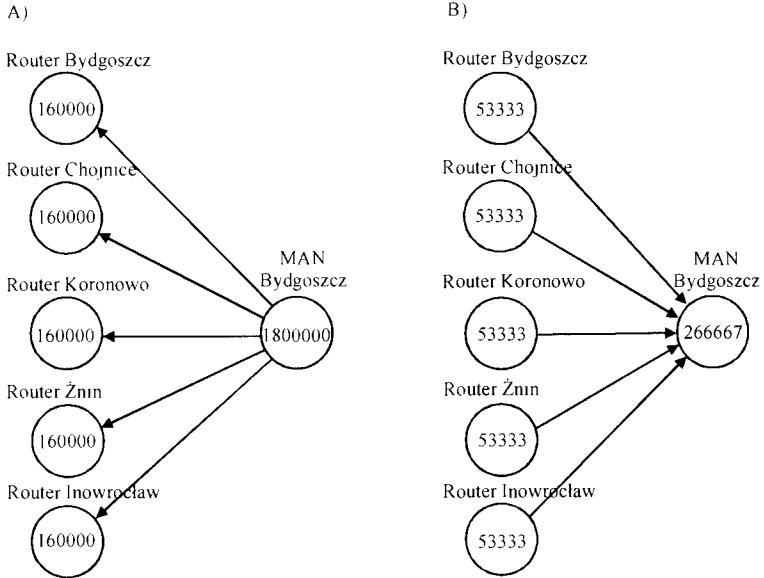 A)
Router Bydgoszcz
160000
Router Chojnice
160000
MAN
Bydgoszcz
Router Koronowo
160000
1800000
Router Żnin
160000
Router Inowrocław
160000
B)
Router Bydgoszcz
53333
Router Chojnice
53333
MAN
Bydgoszcz
Router Koronowo
53333
266667
Router Żnin
53333
Router Inowrocław
53333